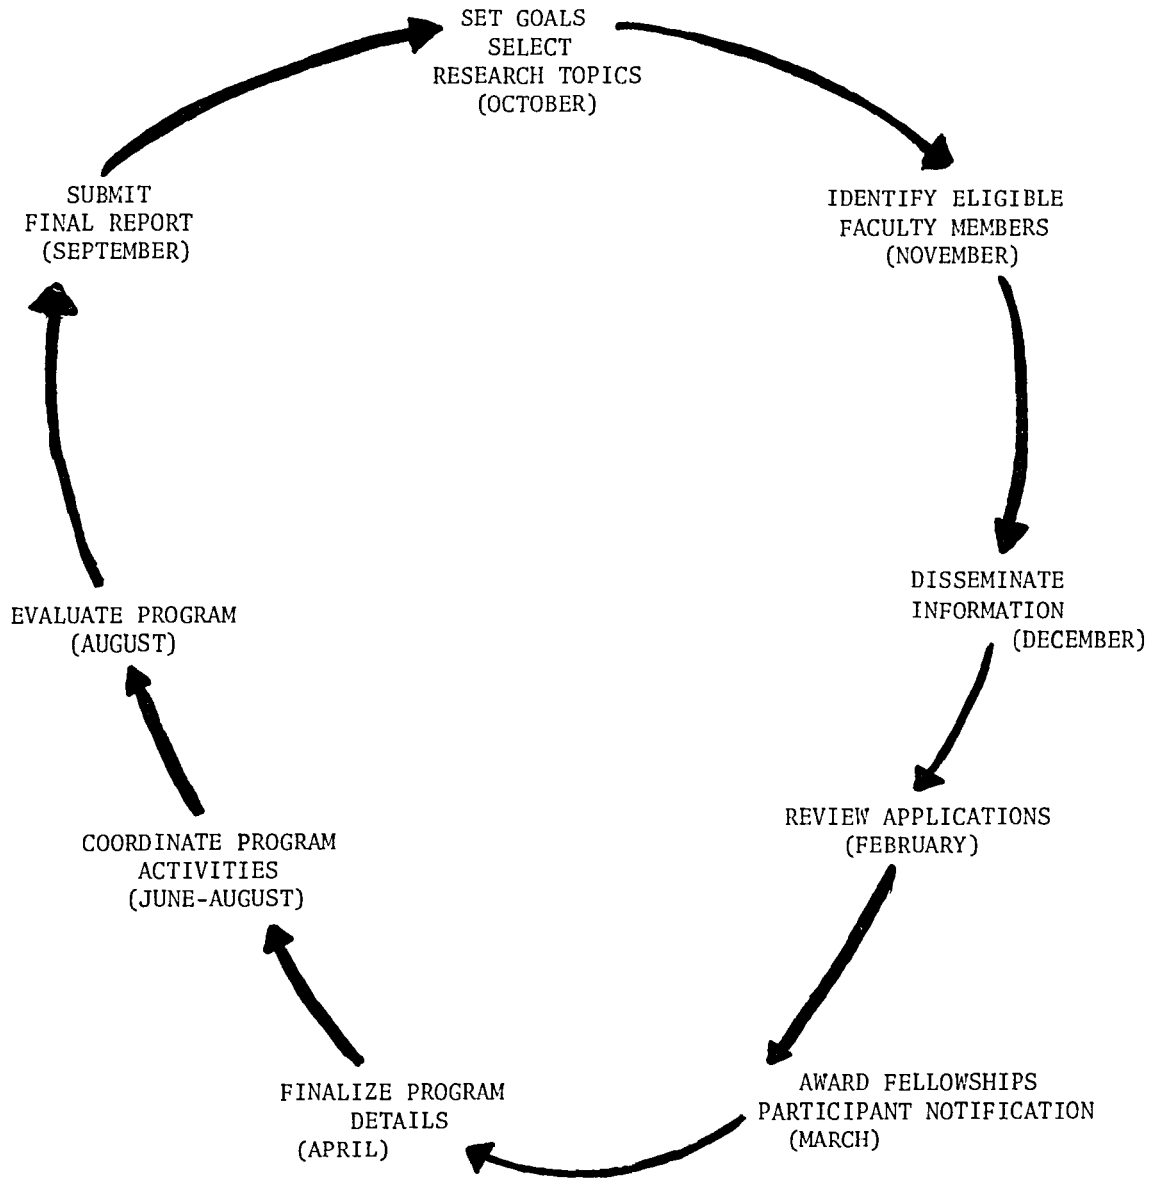 SET GOALS
SELECT
RESEARCH TOPICS
(OCTOBER)
IDENTIFY ELIGIBLE
FACULTY MEMBERS
(NOVEMBER)
DISSEMINATE
INFORMATION
(DECEMBER)
REVIEW APPLICATIONS
(FEBRUARY)
AWARD FELLOWSHIPS
PARTICIPANT NOTIFICATION
(MARCH)
FINALIZE PROGRAM
DETAILS
(APRIL)
COORDINATE PROGRAM
ACTIVITIES
(JUNE-AUGUST)
EVALUATE PROGRAM
(AUGUST)
SUBMIT
FINAL REPORT
(SEPTEMBER)